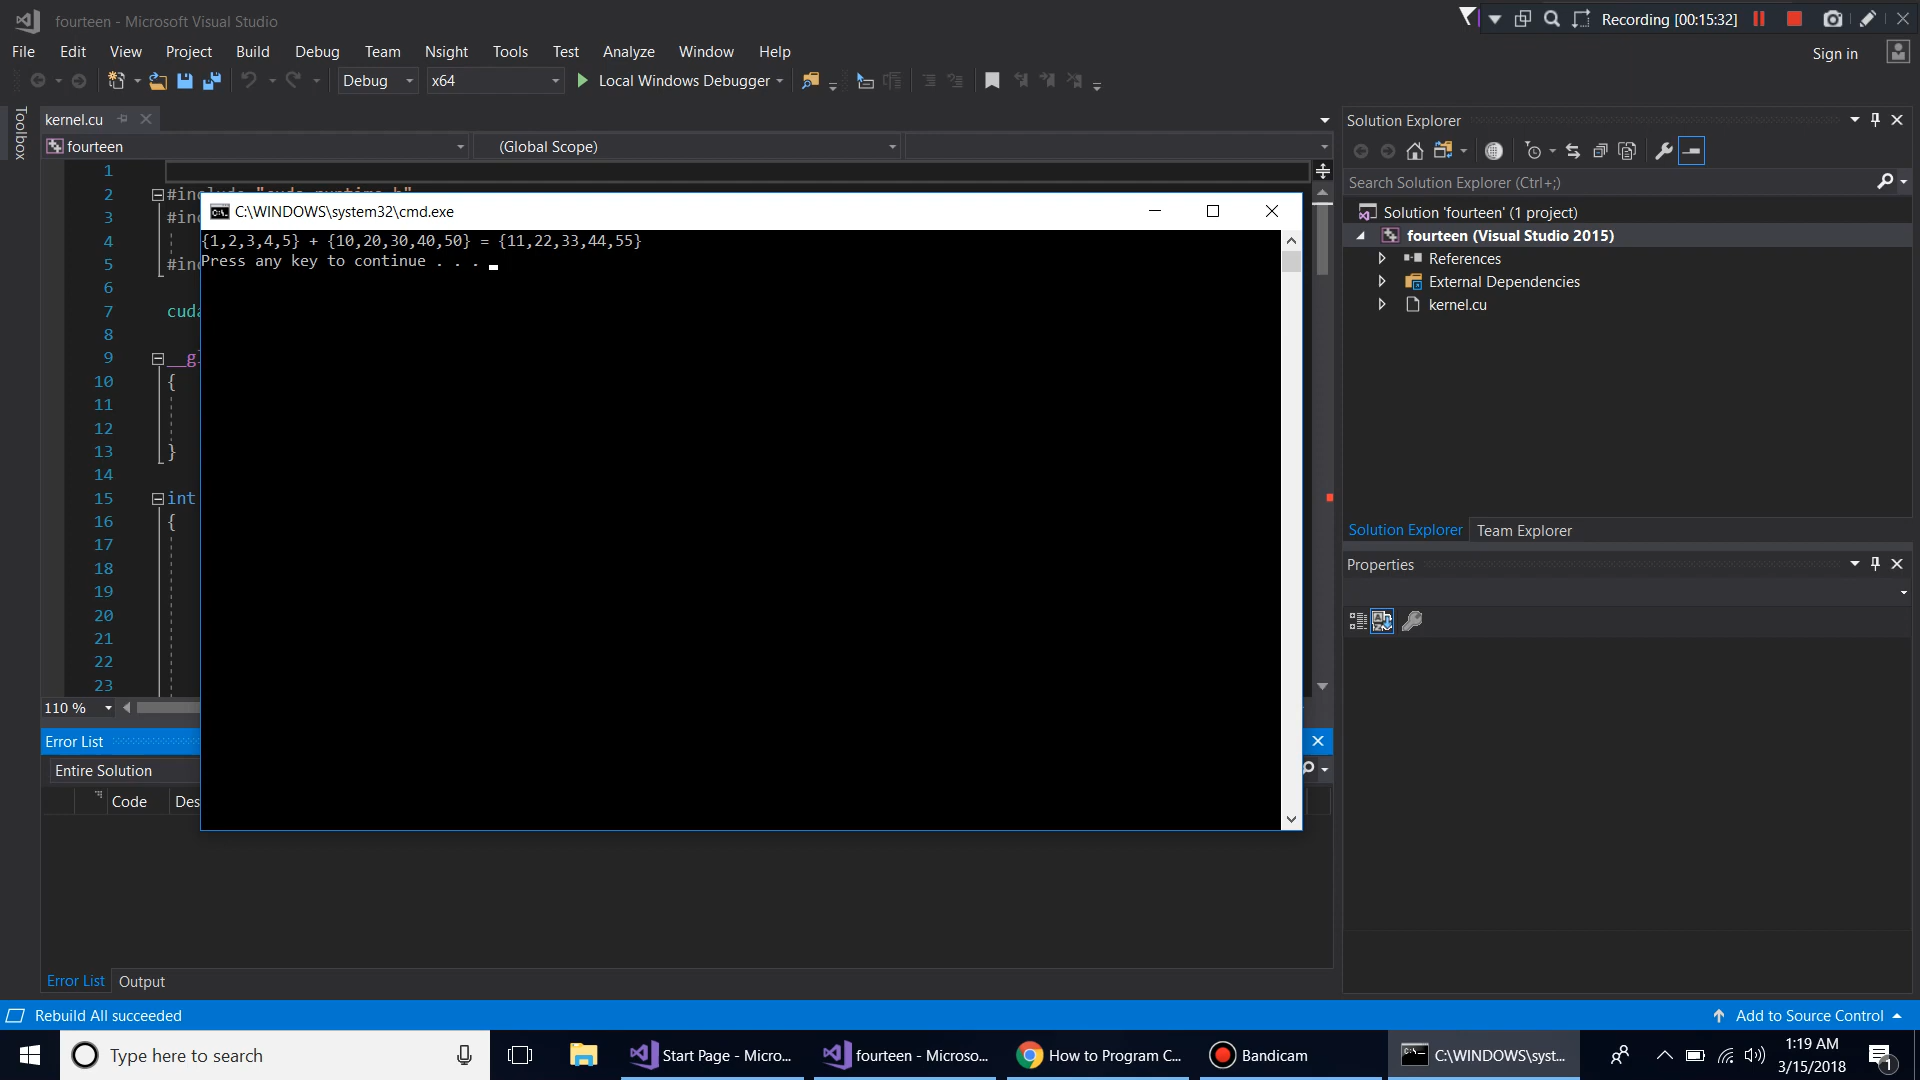 fourteen - Microsoft Visual Studio
Recording [00:15:32]
File Edit View Project Build Debug Team Nsight Tools Test Analyze Window Help
Sign in
Debug x64 Local Windows Debugger
Toolbox
kernel.cu
fourteen (Global Scope)
1
2 #include "cuda_runtime.h"
3 #inc
4
5 #inc
6
7 cuda
8
9 __gl
10 {
11
12
13 }
14
15 int
16 {
17
18
19
20
21
22
23
110 %
C:\WINDOWS\system32\cmd.exe
{1,2,3,4,5} + {10,20,30,40,50} = {11,22,33,44,55}
Press any key to continue . . .
Error List
Entire Solution
Code Des
Error List Output
Solution Explorer
Search Solution Explorer (Ctrl+;)
Solution 'fourteen' (1 project)
fourteen (Visual Studio 2015)
References
External Dependencies
kernel.cu
Solution Explorer Team Explorer
Properties
Rebuild All succeeded
Add to Source Control
Type here to search
Start Page - Micro...
fourteen - Microso...
How to Program C...
Bandicam
C:\WINDOWS\syst...
1:19 AM
3/15/2018
1